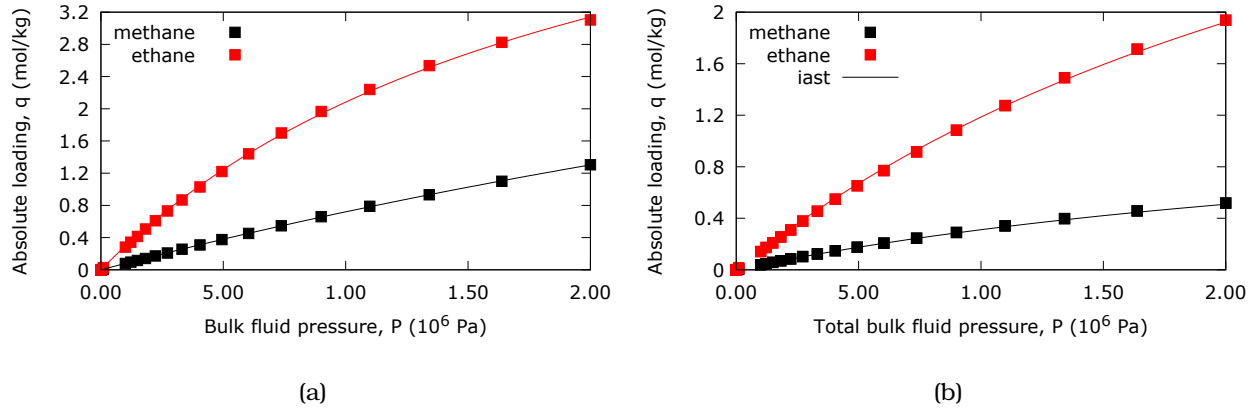 3.2
2.8
2.4
2
1.6
1.2
0.8
0.4
0
Absolute loading, q (mol/kg)
methane
ethane
0.00 5.00 1.00 1.50 2.00
Bulk fluid pressure, P (10⁶ Pa)
(a)
2
1.6
1.2
0.8
0.4
0
Absolute loading, q (mol/kg)
methane
ethane
iast
0.00 5.00 1.00 1.50 2.00
Total bulk fluid pressure, P (10⁶ Pa)
(b)